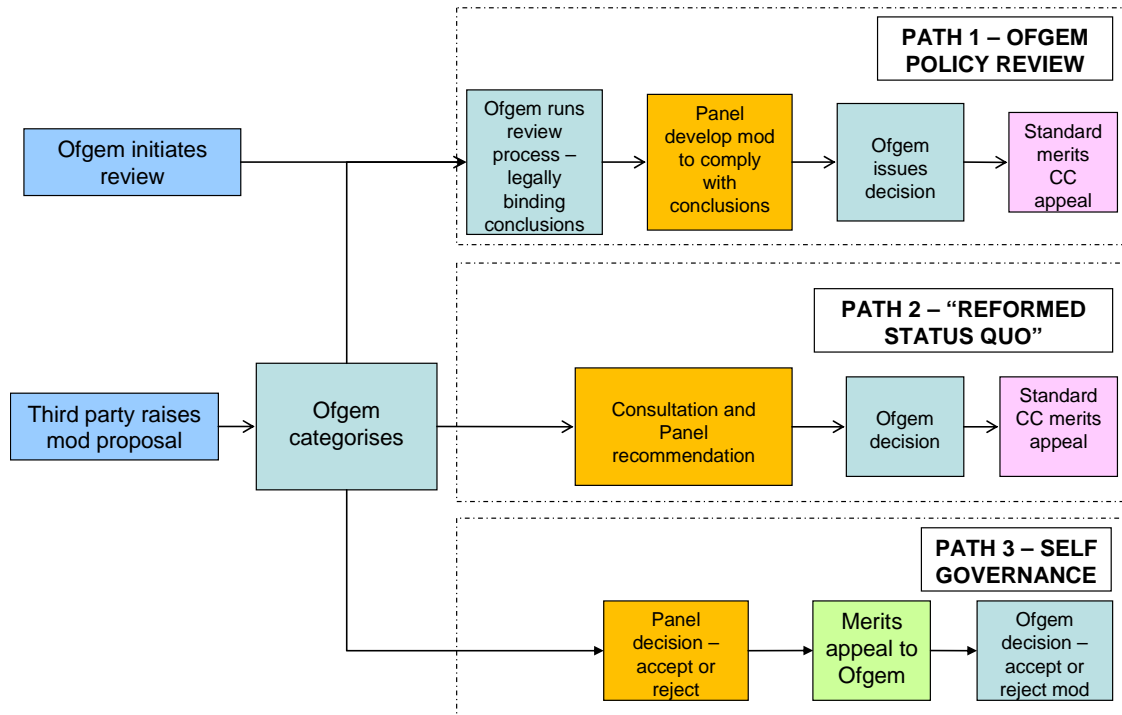 PATH 1 – OFGEM
POLICY REVIEW
Ofgem initiates
review
Ofgem runs
review
process –
legally
binding
conclusions
Panel
develop mod
to comply
with
conclusions
Ofgem
issues
decision
Standard
merits
CC
appeal
PATH 2 – “REFORMED
STATUS QUO”
Third party raises
mod proposal
Ofgem
categorises
Consultation and
Panel
recommendation
Ofgem
decision
Standard
CC merits
appeal
PATH 3 – SELF
GOVERNANCE
Panel
decision –
accept or
reject
Merits
appeal to
Ofgem
Ofgem
decision –
accept or
reject mod